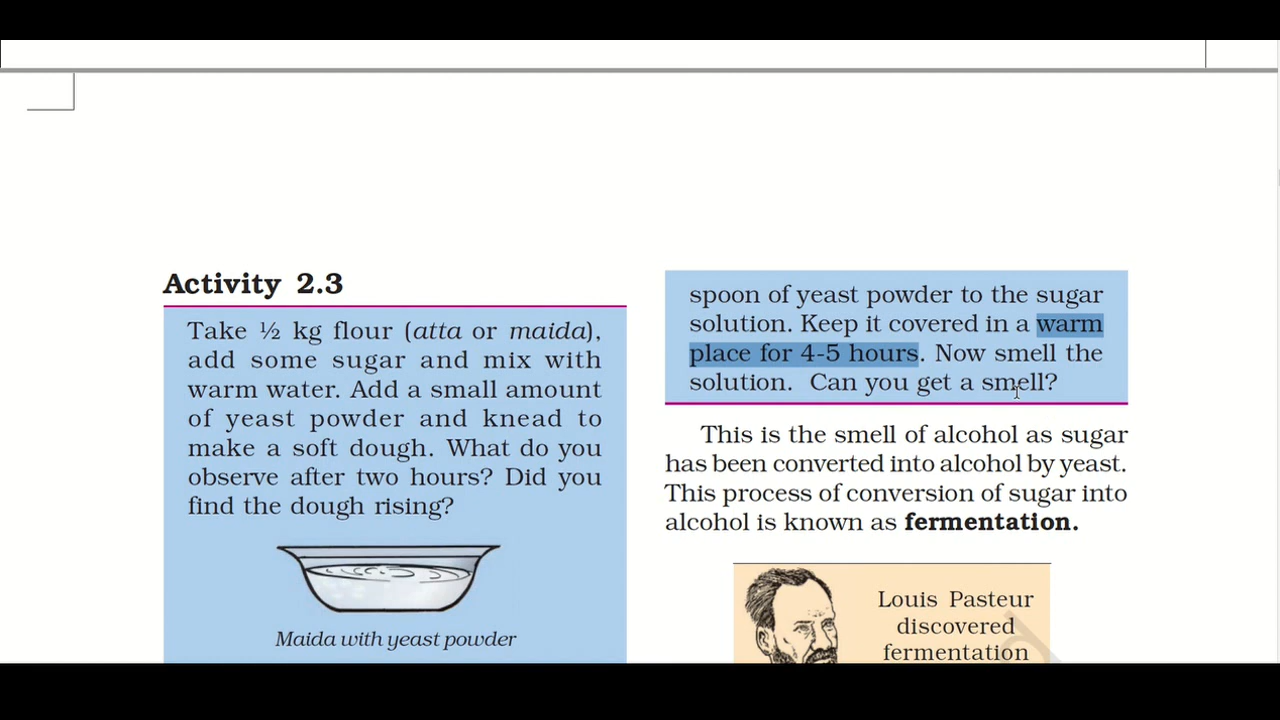 Activity 2.3
Take ½ kg flour (atta or maida),
add some sugar and mix with
warm water. Add a small amount
of yeast powder and knead to
make a soft dough. What do you
observe after two hours? Did you
find the dough rising?
Maida with yeast powder
spoon of yeast powder to the sugar
solution. Keep it covered in a warm
place for 4-5 hours. Now smell the
solution. Can you get a smell?
This is the smell of alcohol as sugar
has been converted into alcohol by yeast.
This process of conversion of sugar into
alcohol is known as fermentation.
Louis Pasteur
discovered
fermentation